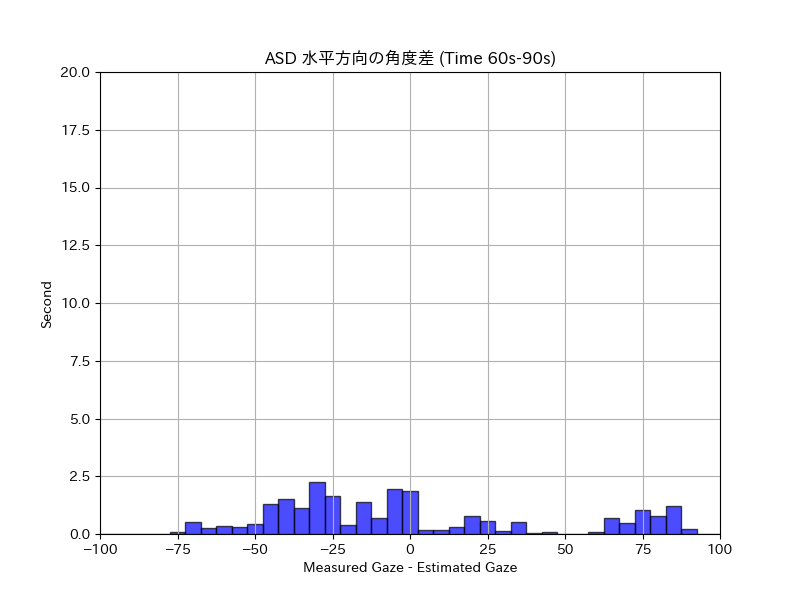 ASD 水平方向の角度差 (Time 60s-90s)
20.0
17.5
15.0
12.5
10.0
7.5
5.0
2.5
0.0
Second
−100 −75 −50 −25 0 25 50 75 100
Measured Gaze - Estimated Gaze